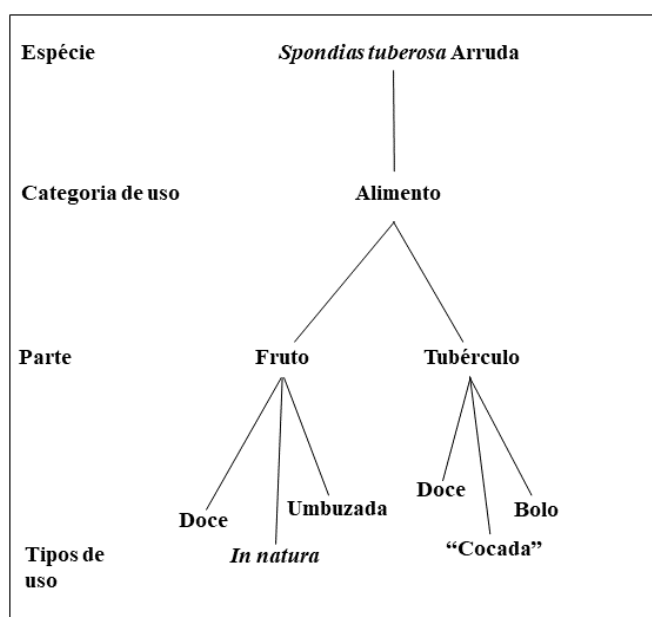 Espécie Spondias tuberosa Arruda
Categoria de uso Alimento
Parte Fruto Tubérculo
Doce Umbuzada Doce Bolo
Tipos de uso In natura “Cocada”